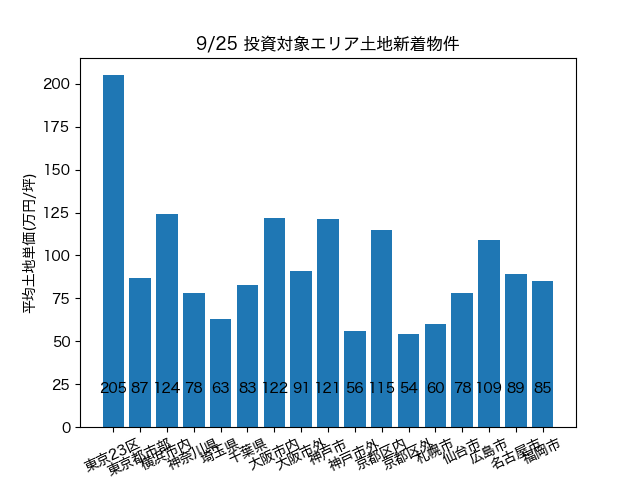 9/25 投資対象エリア土地新着物件
平均土地単価(万円/坪)
200
175
150
125
100
75
50
25
0
205 87 124 78 63 83 122 91 121 56 115 54 60 78 109 89 85
東京23区 東京都市部 横浜市内 神奈川県 埼玉県 千葉県 大阪市内 大阪市外 神戸市 神戸市外 京都区内 京都区外 札幌市 仙台市 広島市 名古屋市 福岡市